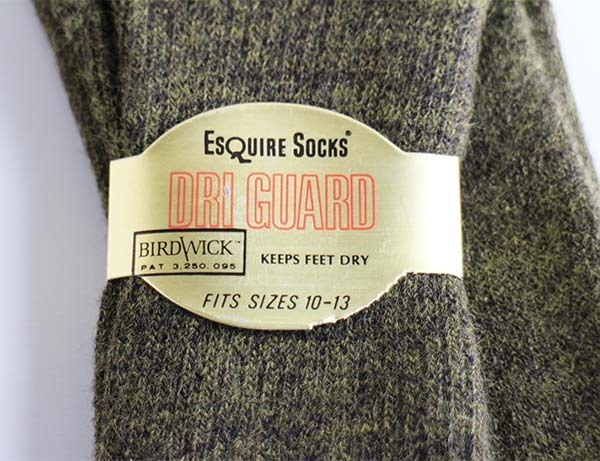 EsQuire Socks®
DRI GUARD
BIRDWICK™
PAT 3,250,095
KEEPS FEET DRY
FITS SIZES 10-13